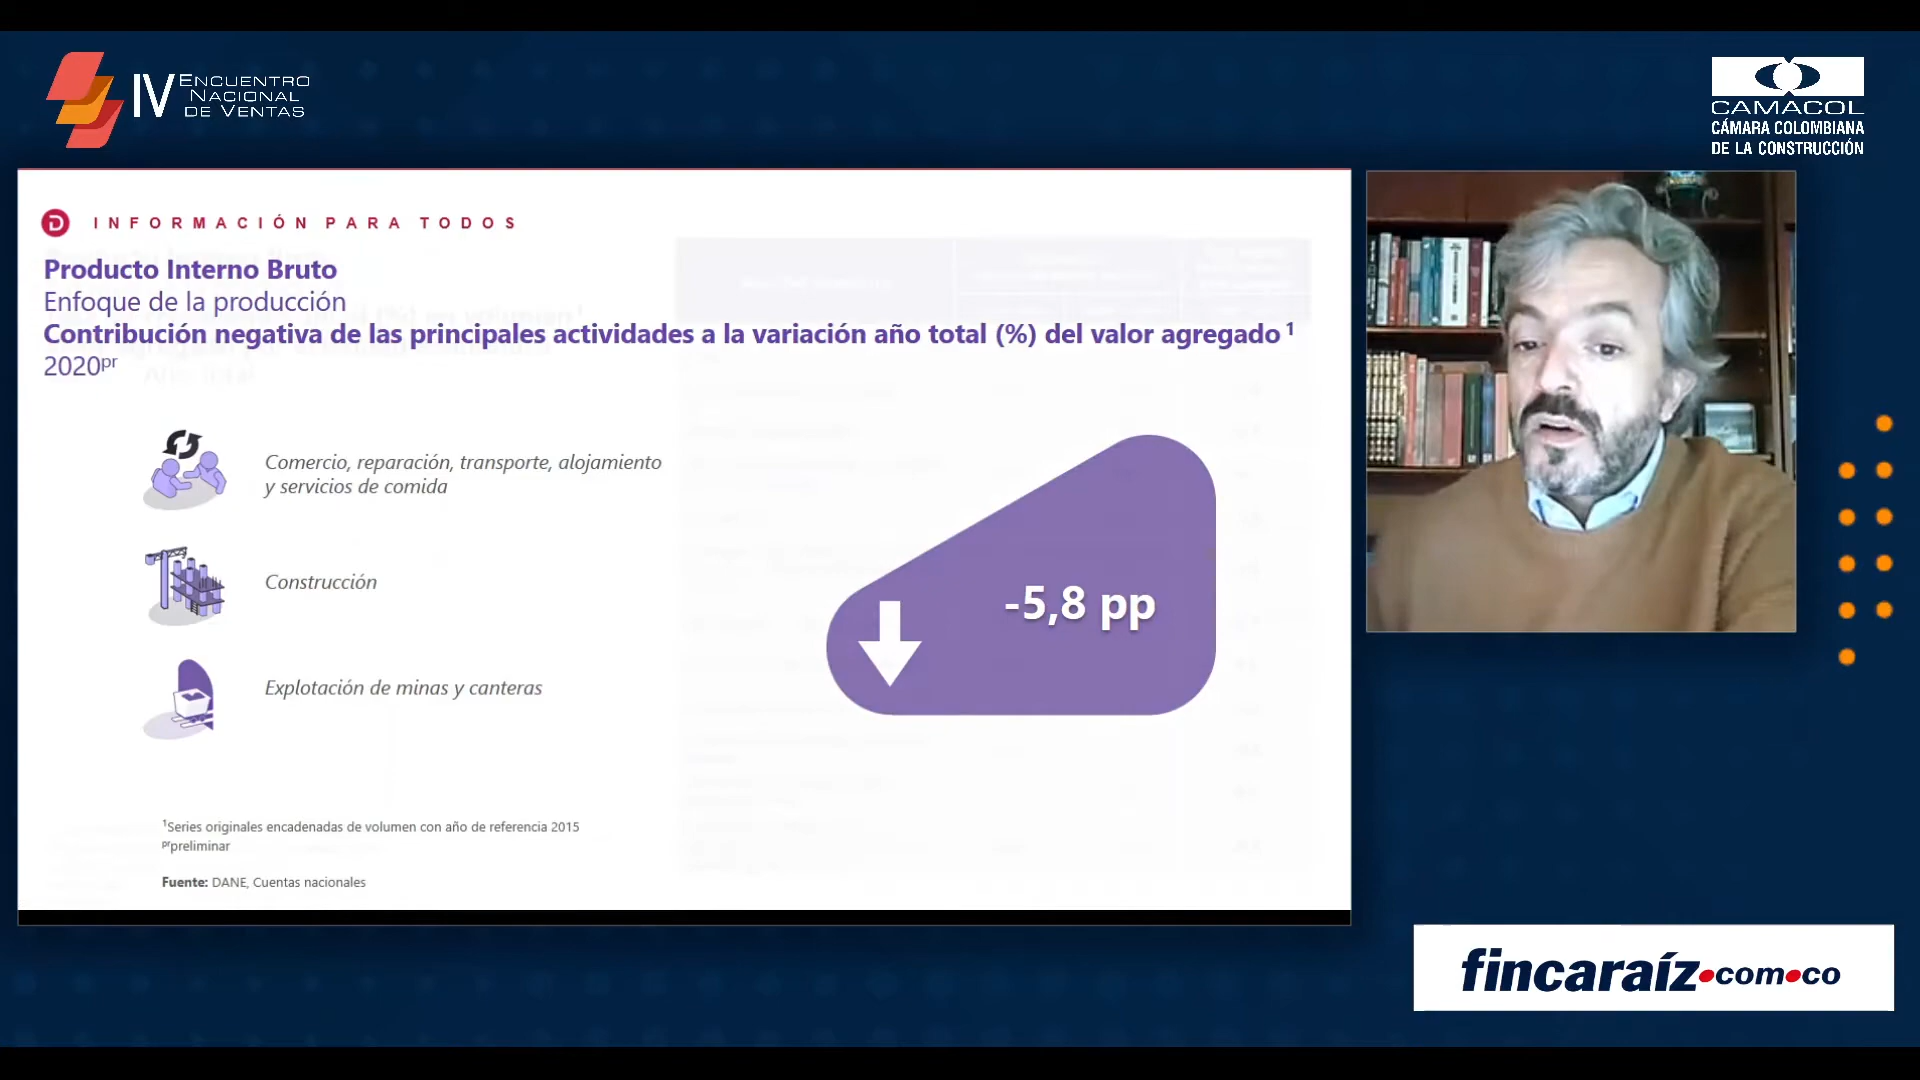 IV ENCUENTRO
NACIONAL
DE VENTAS
CAMACOL
CÁMARA COLOMBIANA
DE LA CONSTRUCCIÓN
INFORMACIÓN PARA TODOS
Producto Interno Bruto
Enfoque de la producción
Contribución negativa de las principales actividades a la variación año total (%) del valor agregado ¹
2020ᵖʳ
Comercio, reparación, transporte, alojamiento
y servicios de comida
Construcción
Explotación de minas y canteras
-5,8 pp
¹Series originales encadenadas de volumen con año de referencia 2015
ᵖʳpreliminar
Fuente: DANE, Cuentas nacionales
fincaraíz.com.co